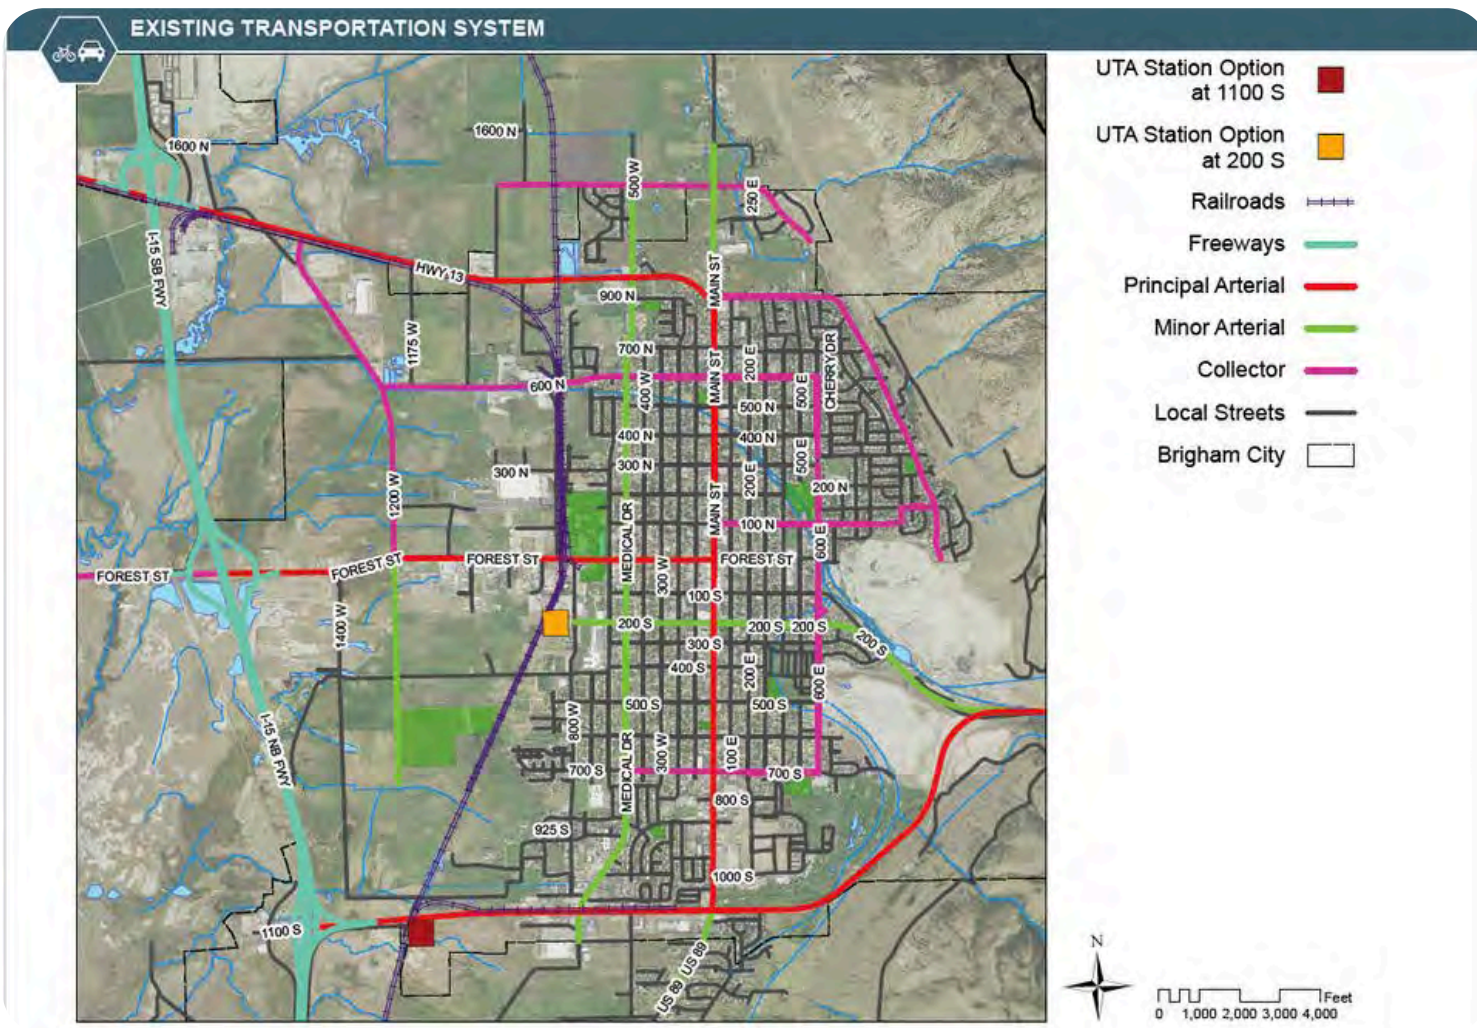 EXISTING TRANSPORTATION SYSTEM
UTA Station Option
at 1100 S
UTA Station Option
at 200 S
Railroads
Freeways
Principal Arterial
Minor Arterial
Collector
Local Streets
Brigham City
1600 N
1600 N
500 W
250 E
I-15 SB FWY
HWY 13
MAIN ST
900 N
1175 W
700 N
MAIN ST
200 E
CHERRY DR
600 N
400 W
500 E
500 N
400 N
400 N
500 E
300 N
300 N
200 E
200 N
1200 W
MAIN ST
MEDICAL DR
100 N
600 E
FOREST ST
FOREST ST
FOREST ST
FOREST ST
300 W
100 S
1400 W
200 S
200 S
200 S
200 S
300 S
400 S
200 E
600 E
500 S
500 S
I-15 NB FWY
800 W
MEDICAL DR
300 W
100 E
700 S
700 S
800 S
925 S
1000 S
1100 S
US 89
US 89
N
Feet
0 1,000 2,000 3,000 4,000